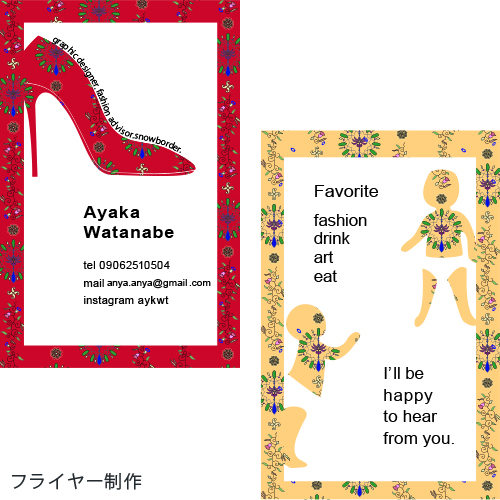 graphic designer fashion advisor.snowborder
Ayaka
Watanabe
tel 09062510504
mail anya.anya@gmail.com
instagram aykwt
Favorite
fashion
drink
art
eat
I'll be
happy
to hear
from you.
フライヤー制作